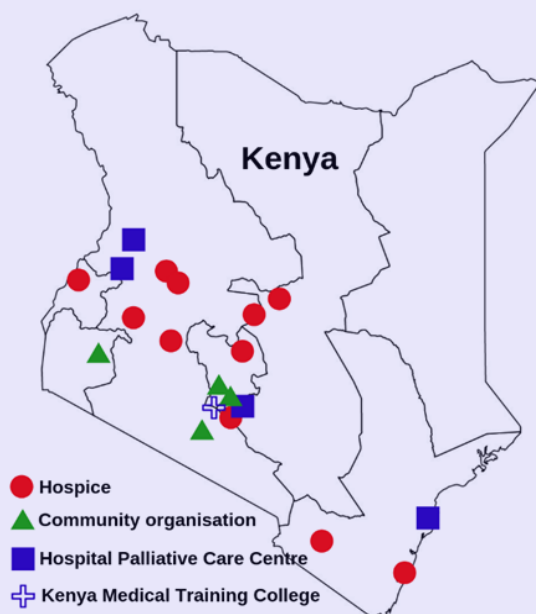 Kenya
Hospice
Community organisation
Hospital Palliative Care Centre
Kenya Medical Training College